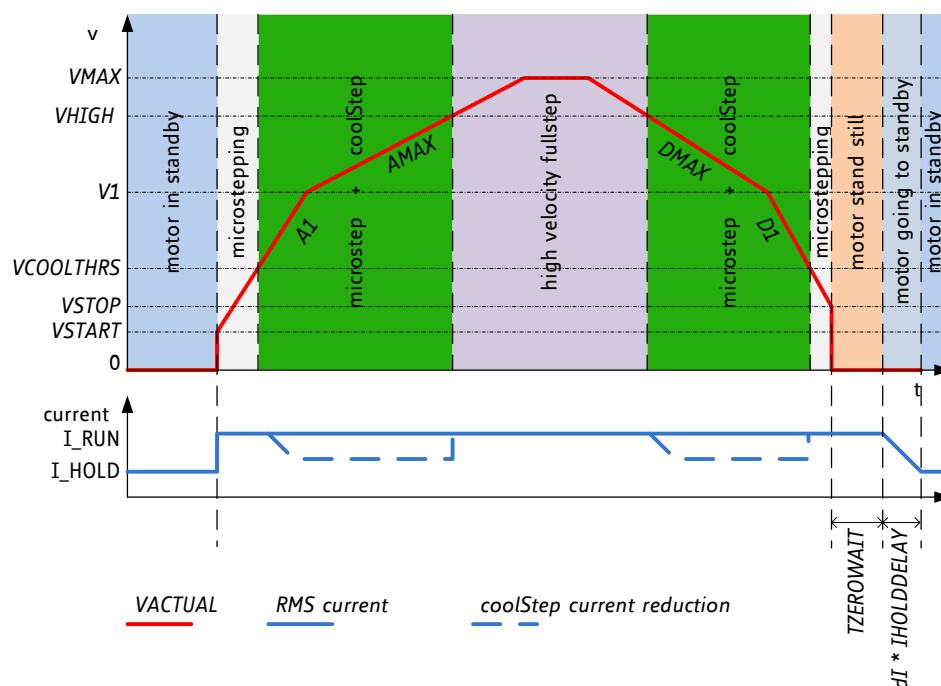 v
VMAX
VHIGH
V1
VCOOLTHRS
VSTOP
VSTART
0
motor in standby
microstepping
microstep + coolStep
A1
AMAX
high velocity fullstep
DMAX
microstep + coolStep
D1
microstepping
motor stand still
motor going to standby
motor in standby
t
current
I_RUN
I_HOLD
TZEROWAIT
dI * IHOLDDELAY
VACTUAL
RMS current
coolStep current reduction